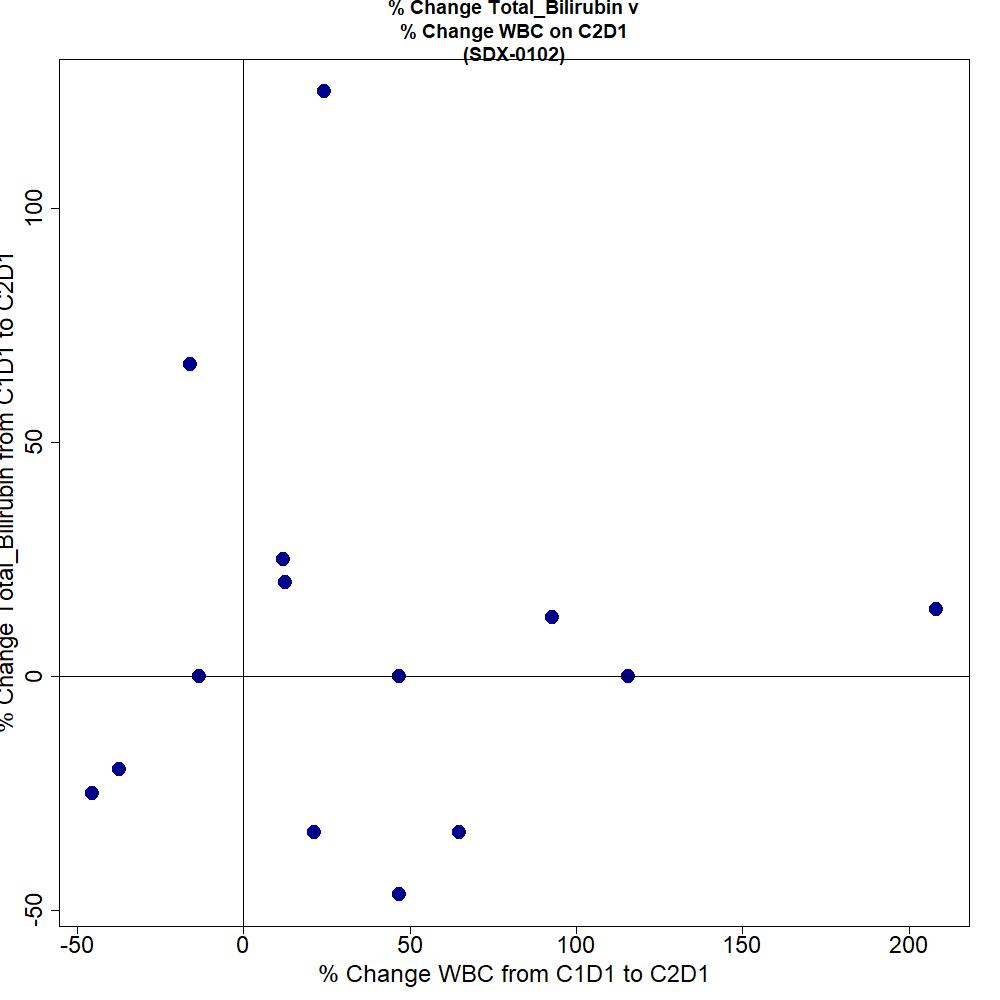 % Change Total_Bilirubin v
% Change WBC on C2D1
(SDX-0102)
% Change Total_Bilirubin from C1D1 to C2D1
100
50
0
-50
-50
0
50
100
150
200
% Change WBC from C1D1 to C2D1